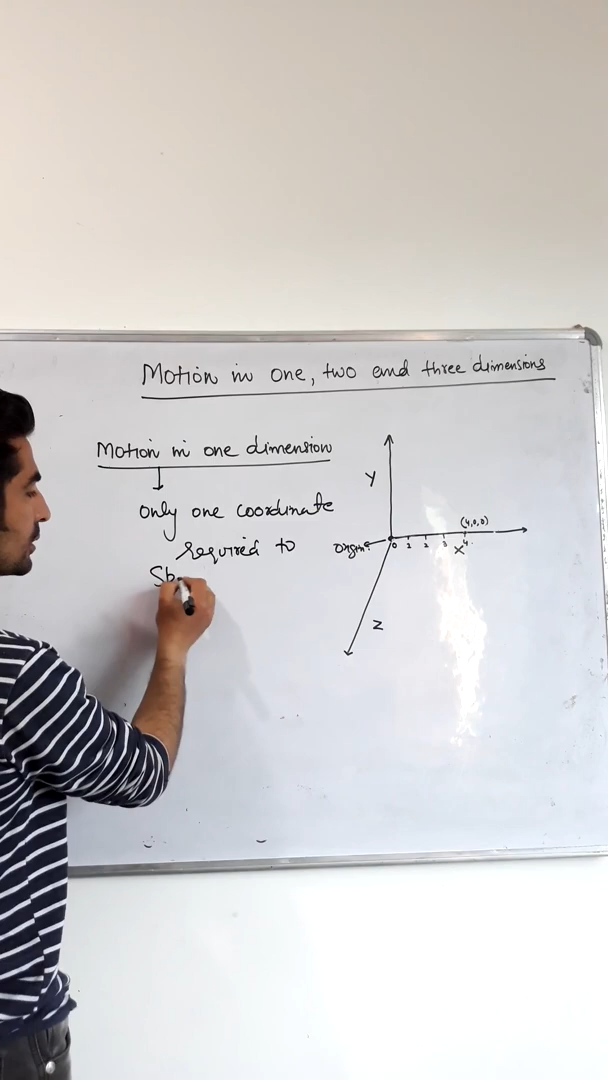 Motion in one, two and three dimensions
Motion in one dimension
only one coordinate
required to
Sp
Y
(4,0,0)
origin
0 1 2 3 4
X
Z